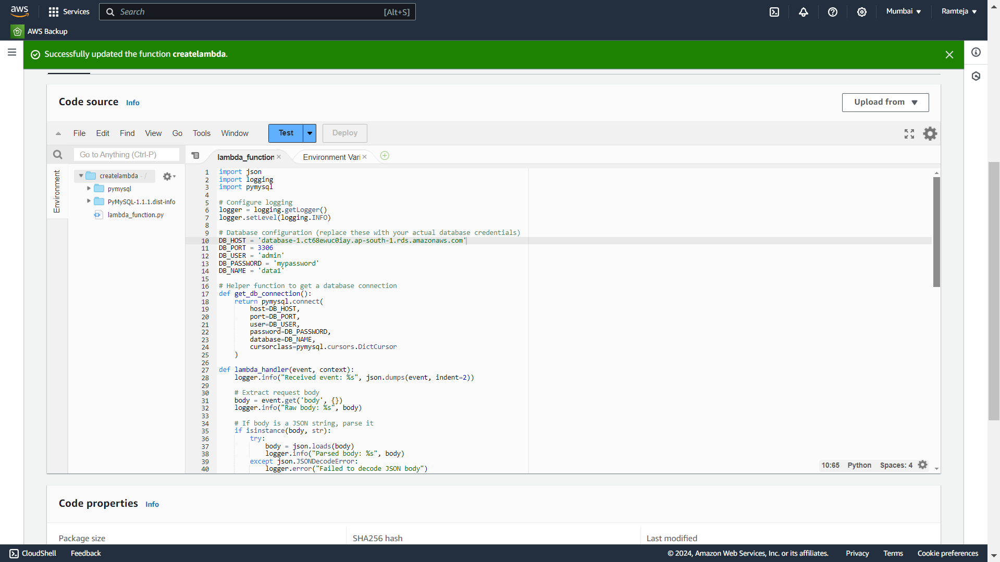 aws
Services
Search
[Alt+S]
Mumbai
Ramteja
AWS Backup
Successfully updated the function createlambda.
Code source Info
Upload from
File Edit Find View Go Tools Window
Test
Deploy
Go to Anything (Ctrl-P)
lambda_function
Environment Vari
Environment
createlambda - /
pymysql
PyMySQL-1.1.1.dist-info
lambda_function.py
1 import json
2 import logging
3 import pymysql
4
5 # Configure logging
6 logger = logging.getLogger()
7 logger.setLevel(logging.INFO)
8
9 # Database configuration (replace these with your actual database credentials)
10 DB_HOST = 'database-1.ct68ewuc0iay.ap-south-1.rds.amazonaws.com'
11 DB_PORT = 3306
12 DB_USER = 'admin'
13 DB_PASSWORD = 'mypassword'
14 DB_NAME = 'data1'
15
16 # Helper function to get a database connection
17 def get_db_connection():
18     return pymysql.connect(
19         host=DB_HOST,
20         port=DB_PORT,
21         user=DB_USER,
22         password=DB_PASSWORD,
23         database=DB_NAME,
24         cursorclass=pymysql.cursors.DictCursor
25     )
26
27 def lambda_handler(event, context):
28     logger.info("Received event: %s", json.dumps(event, indent=2))
29
30     # Extract request body
31     body = event.get('body', {})
32     logger.info("Raw body: %s", body)
33
34     # If body is a JSON string, parse it
35     if isinstance(body, str):
36         try:
37             body = json.loads(body)
38             logger.info("Parsed body: %s", body)
39         except json.JSONDecodeError:
40             logger.error("Failed to decode JSON body")
10:65 Python Spaces: 4
Code properties Info
Package size
SHA256 hash
Last modified
CloudShell
Feedback
© 2024, Amazon Web Services, Inc. or its affiliates.
Privacy
Terms
Cookie preferences